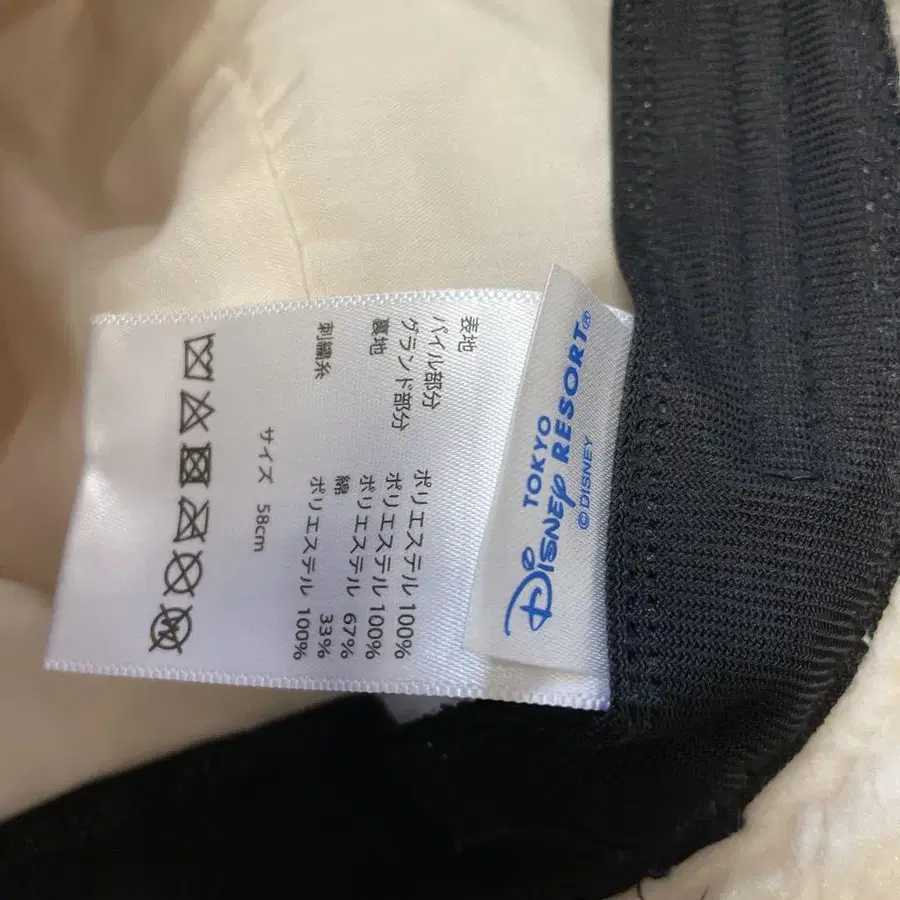 表地
パイル部分 ポリエステル 100%
グランド部分 ポリエステル 100%
裏地 ポリエステル 67%
綿 33%
刺繍糸 ポリエステル 100%
サイズ 58cm
TOKYO
Disney RESORT®
©DISNEY